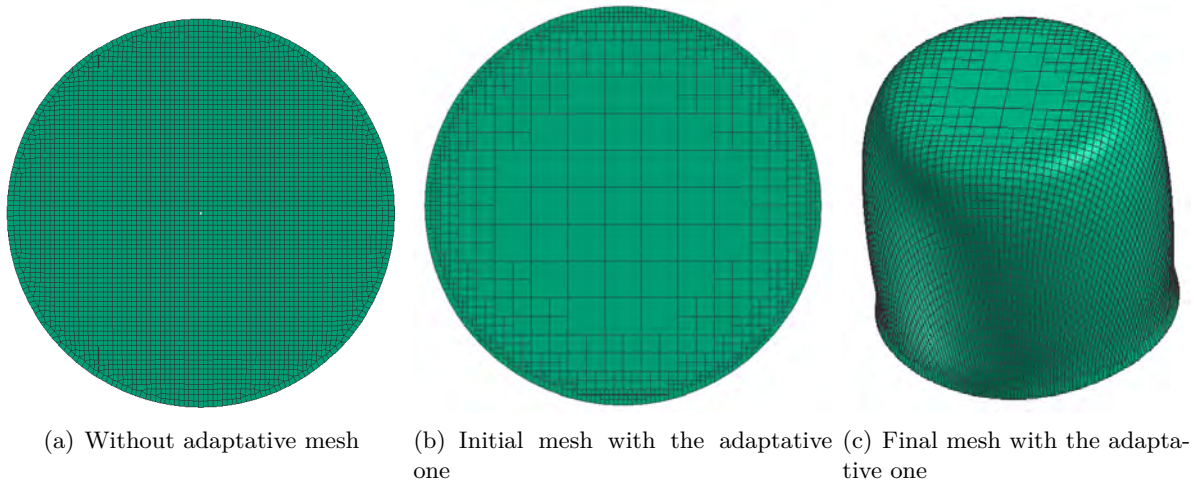 (a) Without adaptative mesh
(b) Initial mesh with the adaptative
one
(c) Final mesh with the adapta-
tive one